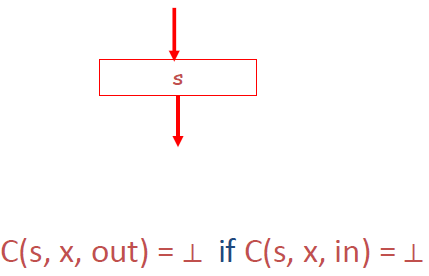 s
C(s, x, out) = ⊥ if C(s, x, in) = ⊥